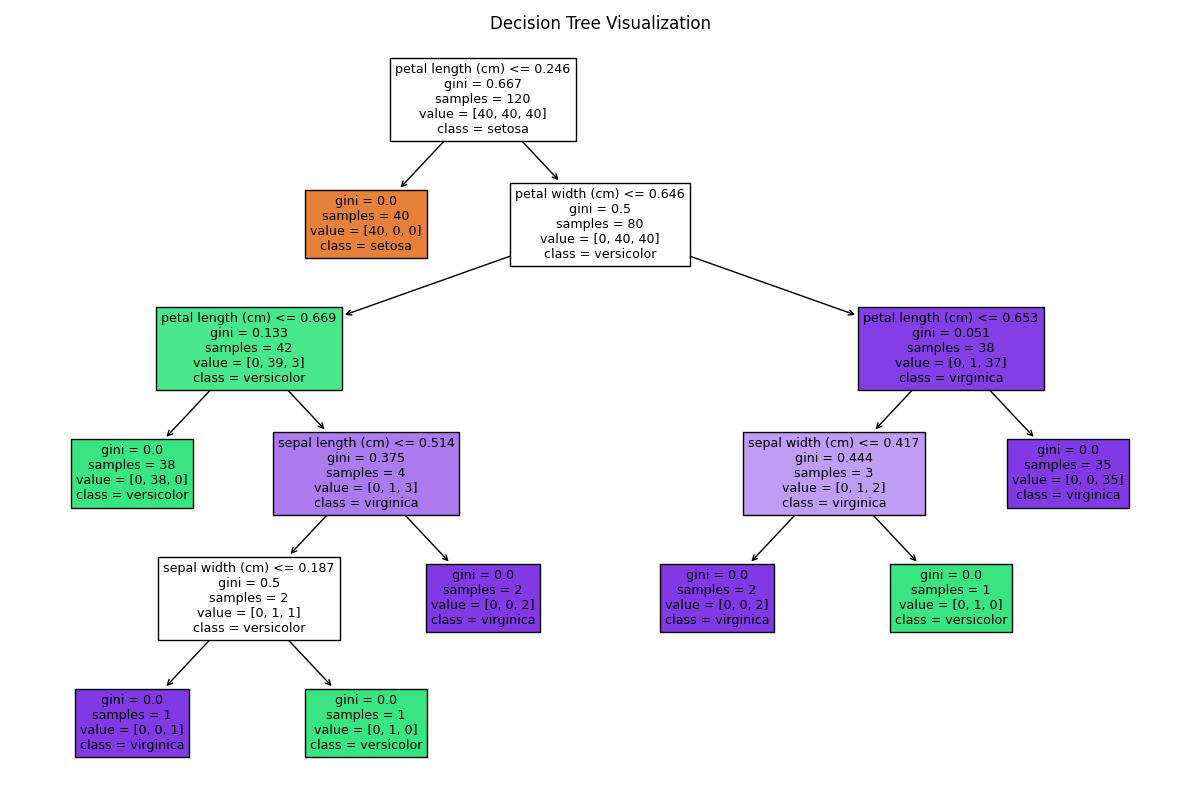 Decision Tree Visualization
petal length (cm) <= 0.246
gini = 0.667
samples = 120
value = [40, 40, 40]
class = setosa
gini = 0.0
samples = 40
value = [40, 0, 0]
class = setosa
petal width (cm) <= 0.646
gini = 0.5
samples = 80
value = [0, 40, 40]
class = versicolor
petal length (cm) <= 0.669
gini = 0.133
samples = 42
value = [0, 39, 3]
class = versicolor
petal length (cm) <= 0.653
gini = 0.051
samples = 38
value = [0, 1, 37]
class = virginica
gini = 0.0
samples = 38
value = [0, 38, 0]
class = versicolor
sepal length (cm) <= 0.514
gini = 0.375
samples = 4
value = [0, 1, 3]
class = virginica
sepal width (cm) <= 0.417
gini = 0.444
samples = 3
value = [0, 1, 2]
class = virginica
gini = 0.0
samples = 35
value = [0, 0, 35]
class = virginica
sepal width (cm) <= 0.187
gini = 0.5
samples = 2
value = [0, 1, 1]
class = versicolor
gini = 0.0
samples = 2
value = [0, 0, 2]
class = virginica
gini = 0.0
samples = 2
value = [0, 0, 2]
class = virginica
gini = 0.0
samples = 1
value = [0, 1, 0]
class = versicolor
gini = 0.0
samples = 1
value = [0, 0, 1]
class = virginica
gini = 0.0
samples = 1
value = [0, 1, 0]
class = versicolor